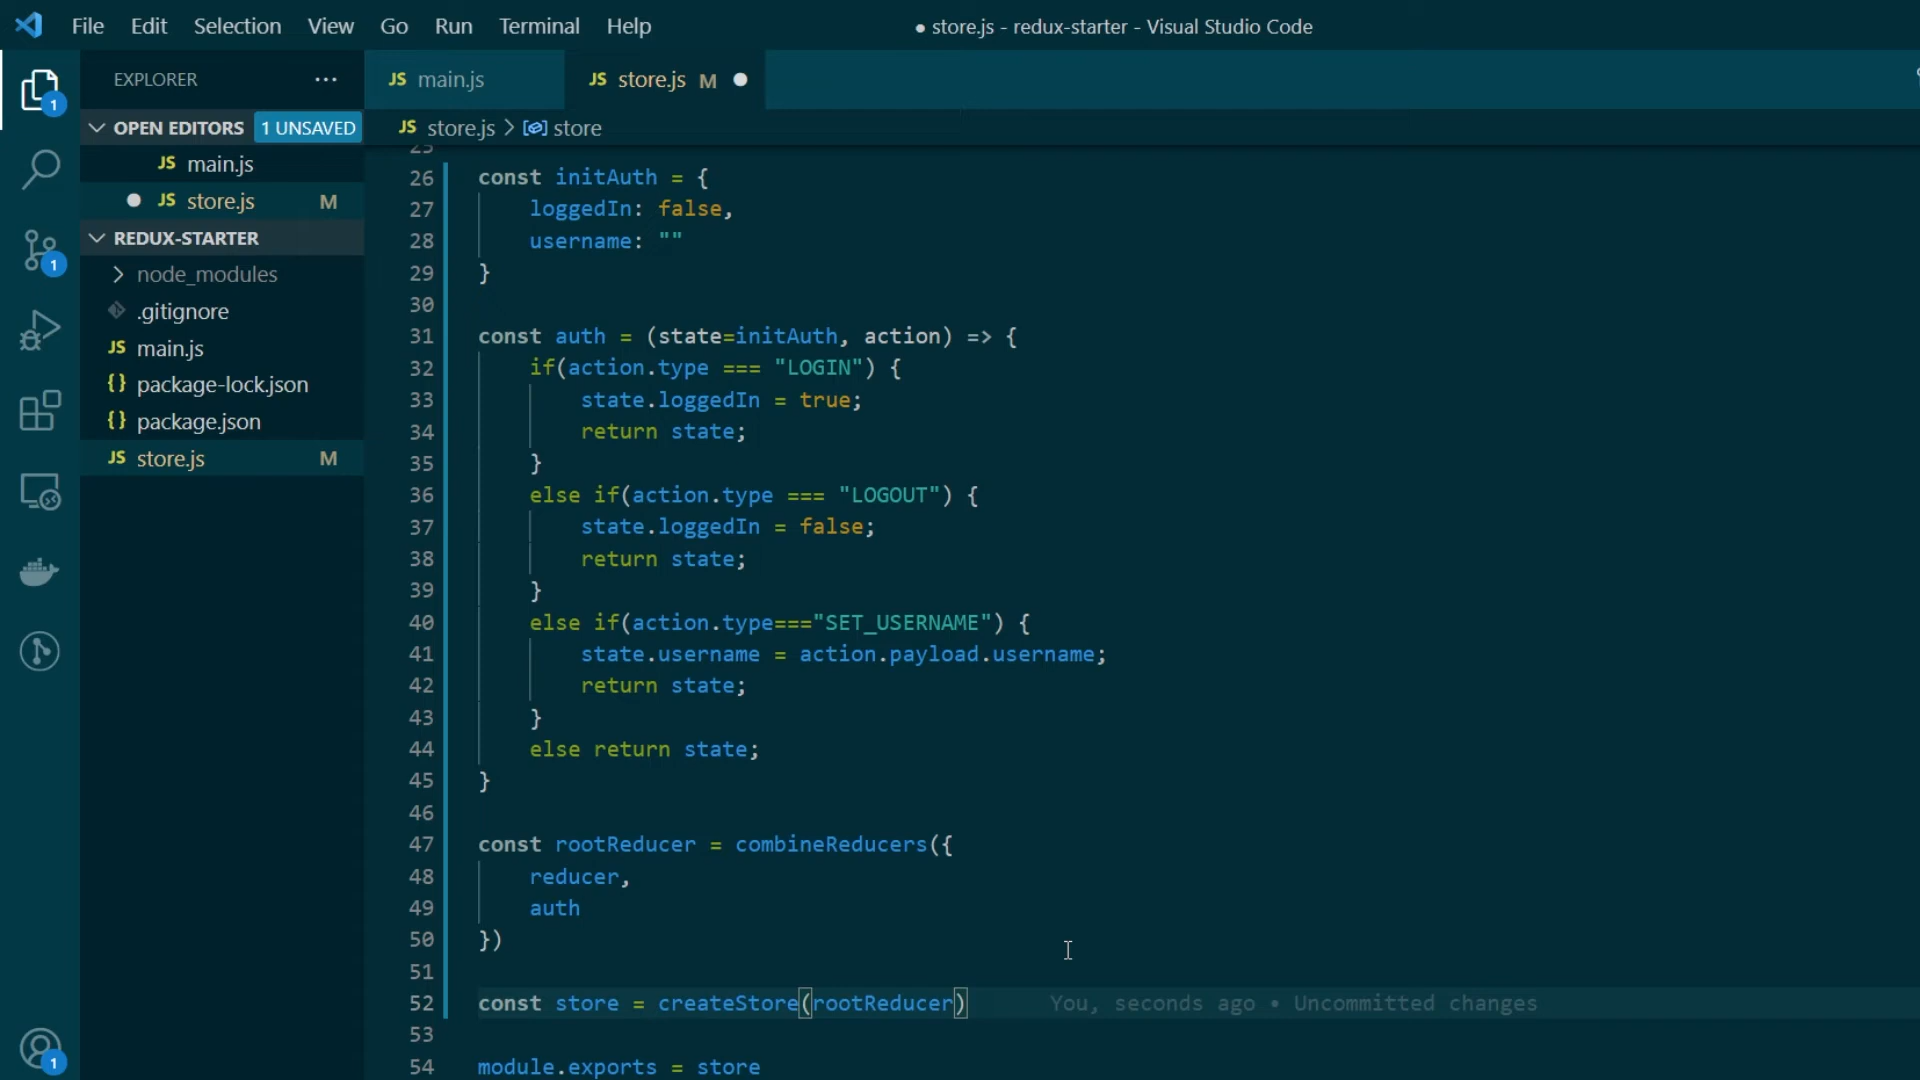 File Edit Selection View Go Run Terminal Help
● store.js - redux-starter - Visual Studio Code
EXPLORER ···
JS main.js
JS store.js M ●
OPEN EDITORS 1 UNSAVED
JS main.js
● JS store.js M
REDUX-STARTER
node_modules
.gitignore
JS main.js
{} package-lock.json
{} package.json
JS store.js M
1
1
1
JS store.js > store
25
26 const initAuth = {
27 loggedIn: false,
28 username: ""
29 }
30
31 const auth = (state=initAuth, action) => {
32 if(action.type === "LOGIN") {
33 state.loggedIn = true;
34 return state;
35 }
36 else if(action.type === "LOGOUT") {
37 state.loggedIn = false;
38 return state;
39 }
40 else if(action.type==="SET_USERNAME") {
41 state.username = action.payload.username;
42 return state;
43 }
44 else return state;
45 }
46
47 const rootReducer = combineReducers({
48 reducer,
49 auth
50 })
51
52 const store = createStore(rootReducer) You, seconds ago • Uncommitted changes
53
54 module.exports = store